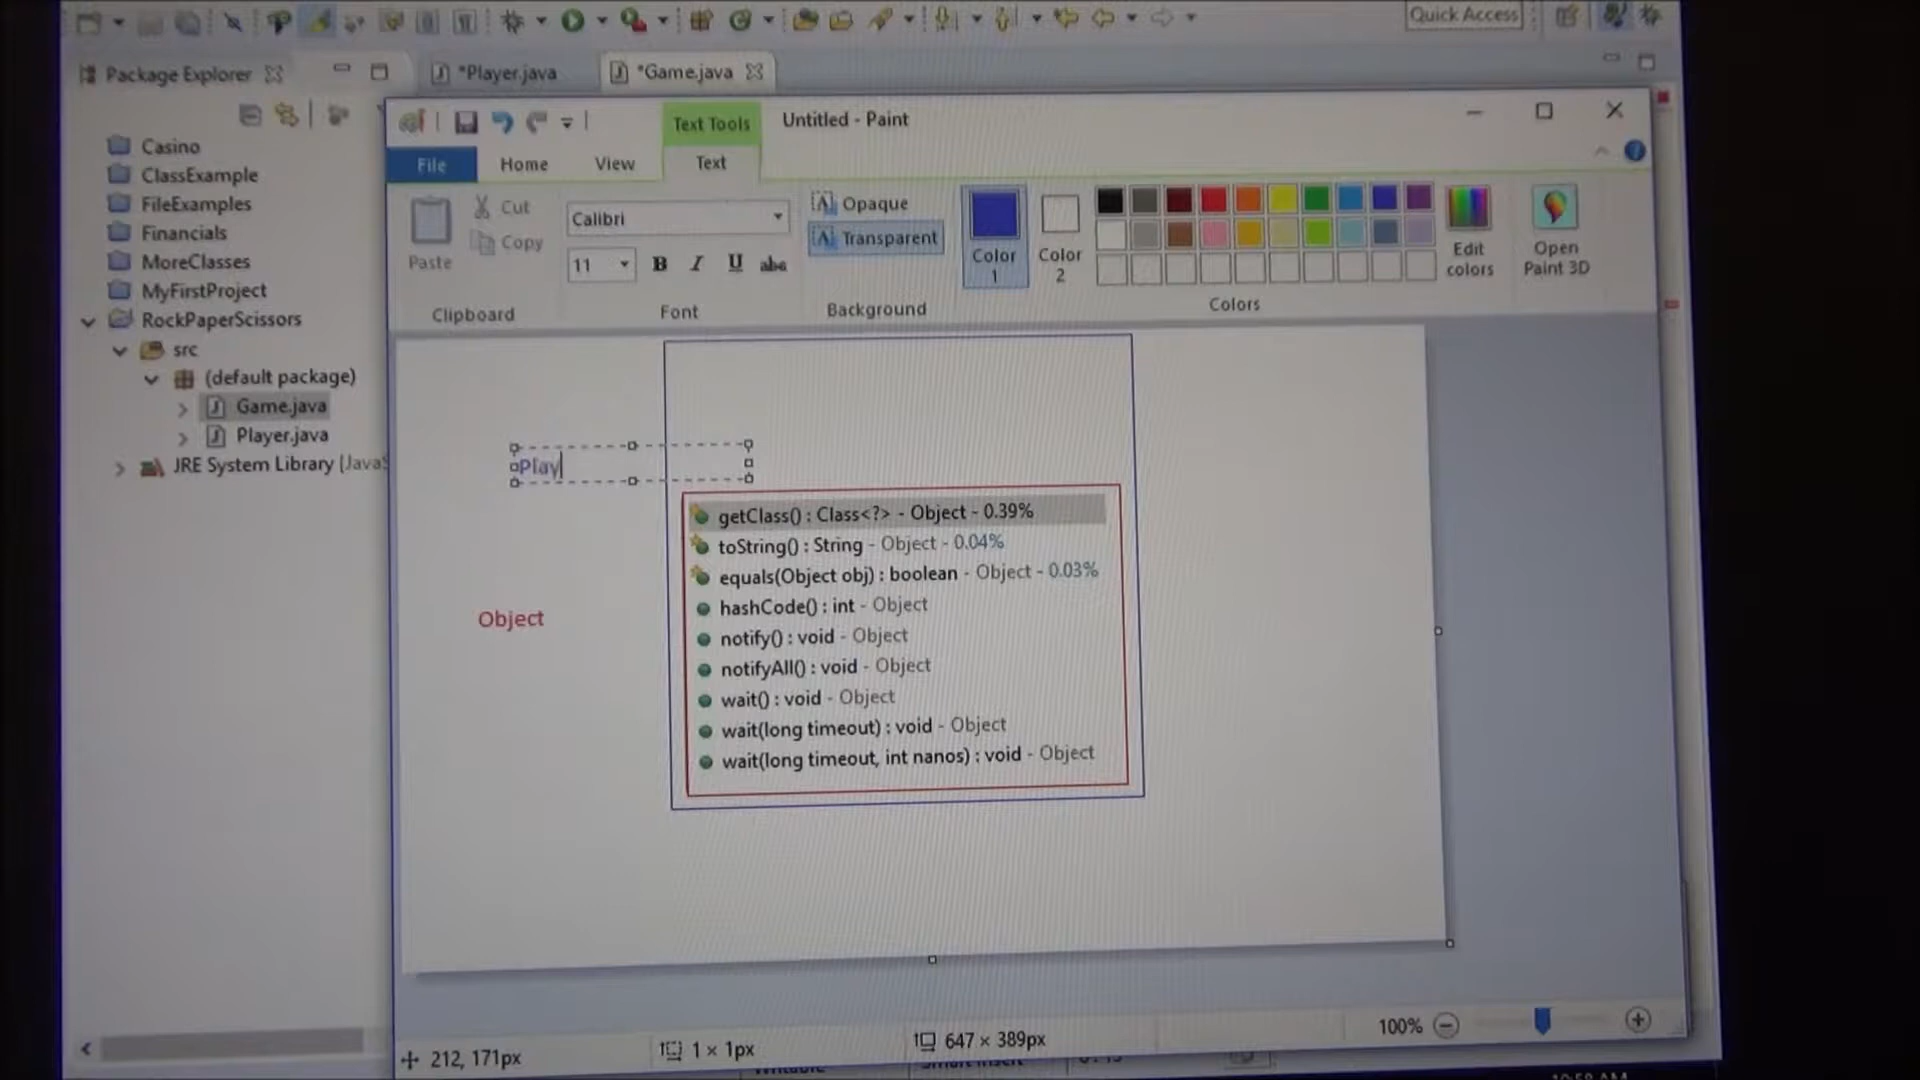 Quick Access
Package Explorer
*Player.java
*Game.java
Text Tools
Untitled - Paint
File
Home
View
Text
Casino
ClassExample
FileExamples
Financials
MoreClasses
MyFirstProject
RockPaperScissors
src
(default package)
Game.java
Player.java
JRE System Library [JavaS
Paste
Cut
Copy
Clipboard
Calibri
11
B I U abc
Font
Opaque
Transparent
Background
Color 1
Color 2
Edit colors
Colors
Open Paint 3D
Play
Object
getClass() : Class<?> - Object - 0.39%
toString() : String - Object - 0.04%
equals(Object obj) : boolean - Object - 0.03%
hashCode() : int - Object
notify() : void - Object
notifyAll() : void - Object
wait() : void - Object
wait(long timeout) : void - Object
wait(long timeout, int nanos) : void - Object
212, 171px
1 × 1px
647 × 389px
100%